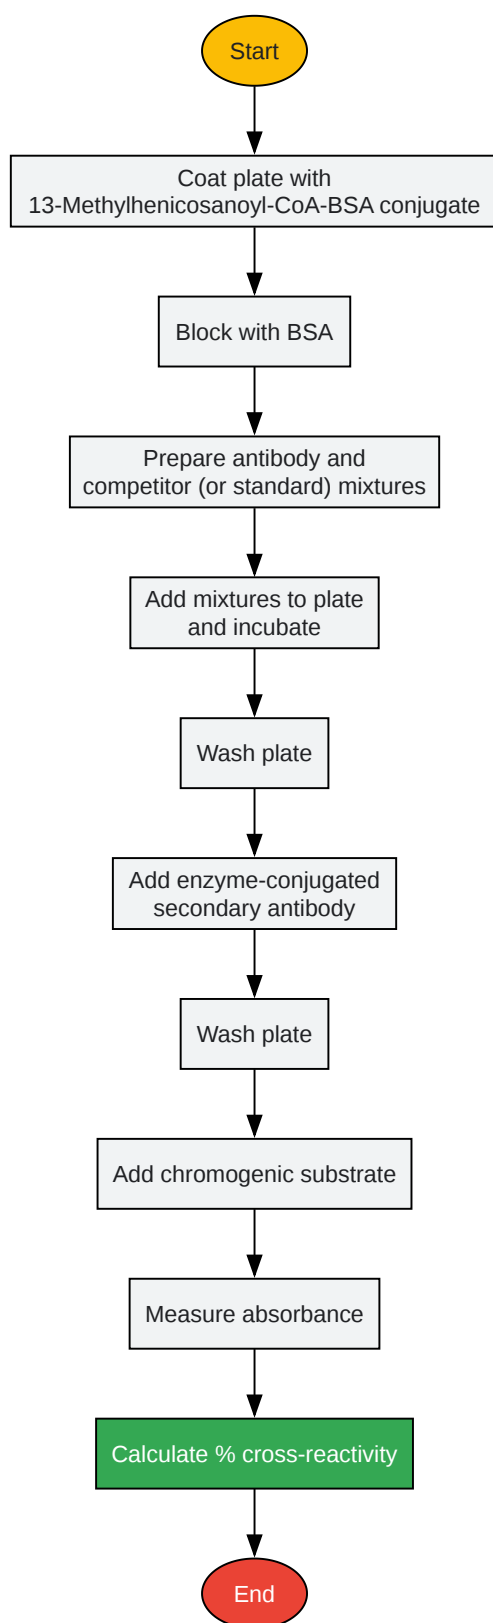 Start
Coat plate with
13-Methylhenicosanoyl-CoA-BSA conjugate
Block with BSA
Prepare antibody and
competitor (or standard) mixtures
Add mixtures to plate
and incubate
Wash plate
Add enzyme-conjugated
secondary antibody
Wash plate
Add chromogenic substrate
Measure absorbance
Calculate % cross-reactivity
End